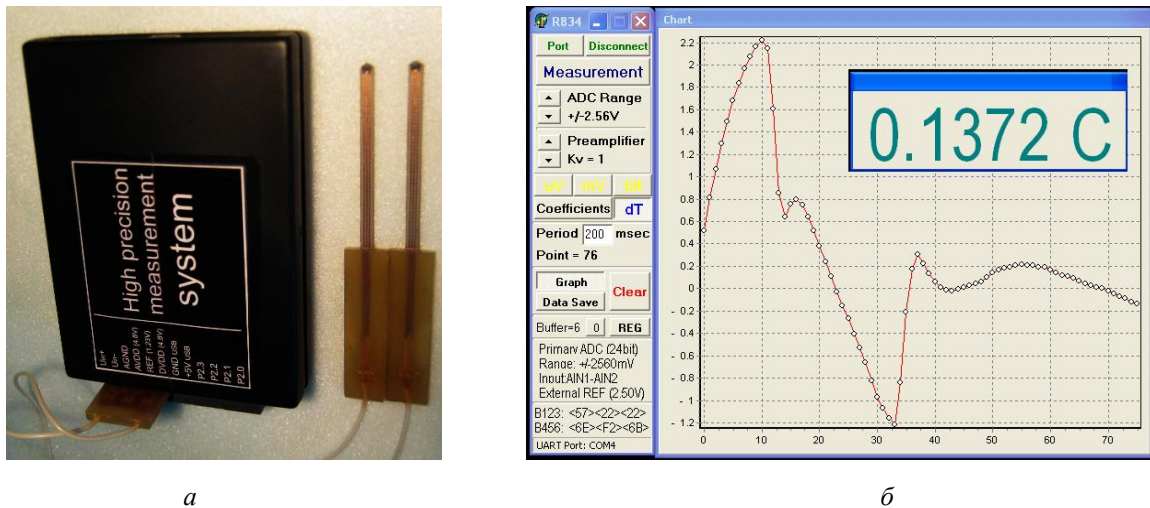 High precision
measurement
system
Uin+
Uin-
AGND
AVDD (4.8V)
REF (1.23V)
DVDD (4.8V)
GND USB
+5V USB
P2.3
P2.2
P2.1
P2.0
а
R834
Port Disconnect
Measurement
ADC Range
+/-2.56V
Preamplifier
Kv = 1
uV mV bit
Coefficients dT
Period 200 msec
Point = 76
Graph
Clear
Data Save
Buffer=6 0 REG
Primary ADC (24bit)
Range: +/-2560mV
Input:AIN1-AIN2
External REF (2.50V)
B123: <57><22><22>
B456: <6E><F2><6B>
UART Port: COM4
Chart
0.1372 C
2.2
2
1.8
1.6
1.4
1.2
1
0.8
0.6
0.4
0.2
0
- 0.2
- 0.4
- 0.6
- 0.8
- 1
- 1.2
0 10 20 30 40 50 60 70
б